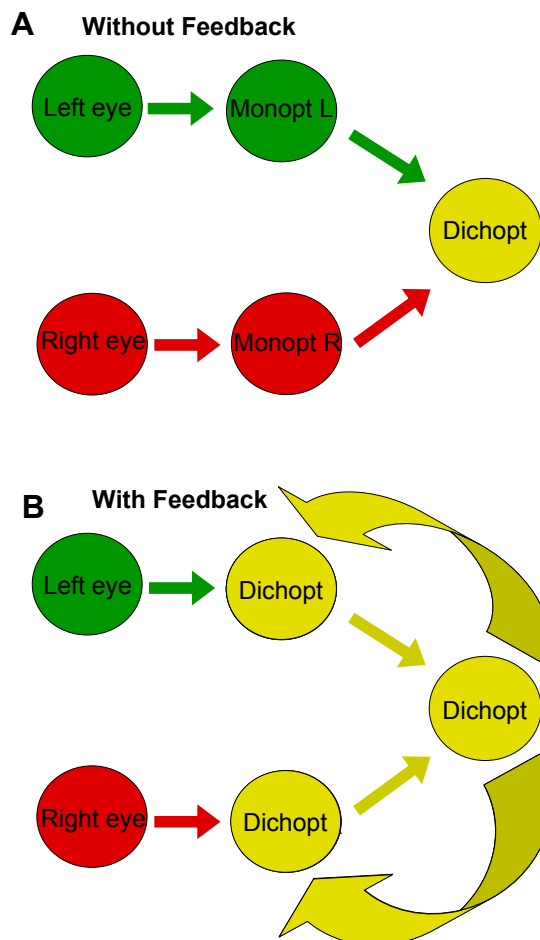 A Without Feedback
Left eye
Monopt L
Dichopt
Right eye
Monopt R
B With Feedback
Left eye
Dichopt
Dichopt
Right eye
Dichopt